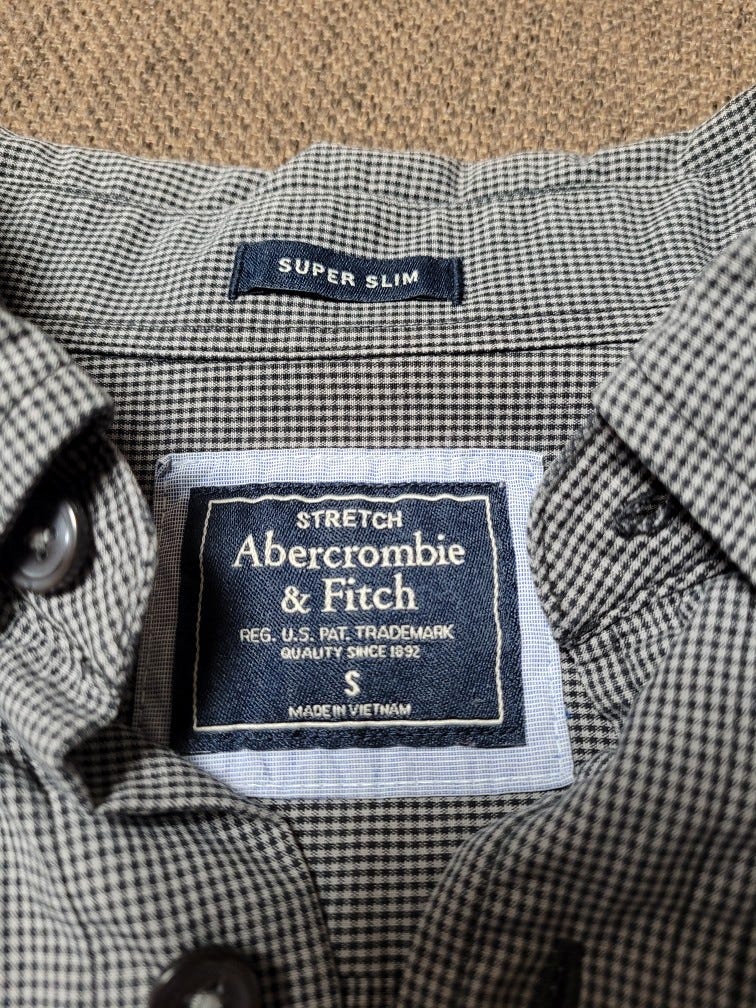 SUPER SLIM
STRETCH
Abercrombie
& Fitch
REG. U.S. PAT. TRADEMARK
QUALITY SINCE 1892
S
MADE IN VIETNAM